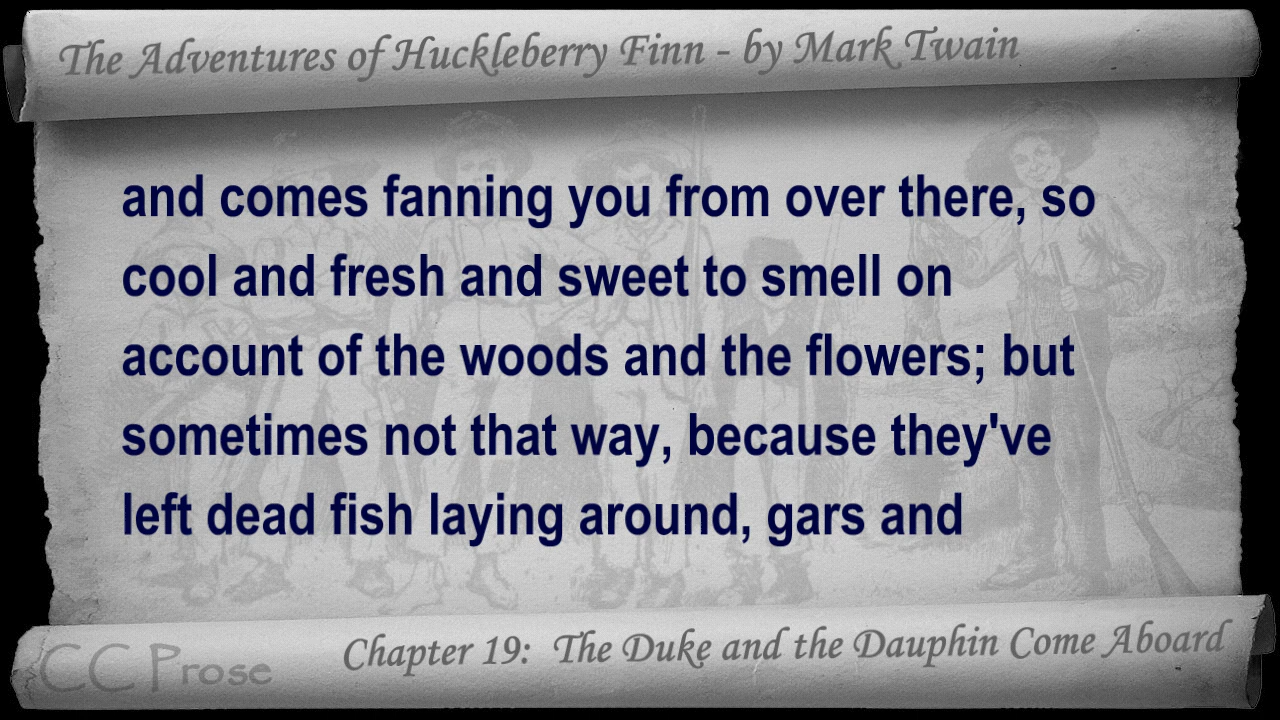 The Adventures of Huckleberry Finn - by Mark Twain
and comes fanning you from over there, so
cool and fresh and sweet to smell on
account of the woods and the flowers; but
sometimes not that way, because they've
left dead fish laying around, gars and
Chapter 19: The Duke and the Dauphin Come Aboard
CC Prose